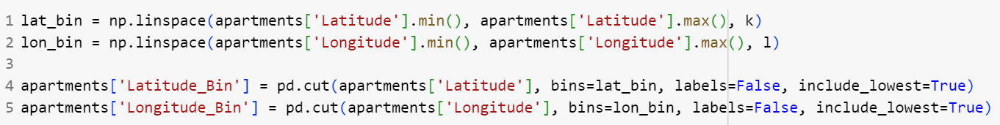 1 lat_bin = np.linspace(apartments['Latitude'].min(), apartments['Latitude'].max(), k)
2 lon_bin = np.linspace(apartments['Longitude'].min(), apartments['Longitude'].max(), l)
3
4 apartments['Latitude_Bin'] = pd.cut(apartments['Latitude'], bins=lat_bin, labels=False, include_lowest=True)
5 apartments['Longitude_Bin'] = pd.cut(apartments['Longitude'], bins=lon_bin, labels=False, include_lowest=True)